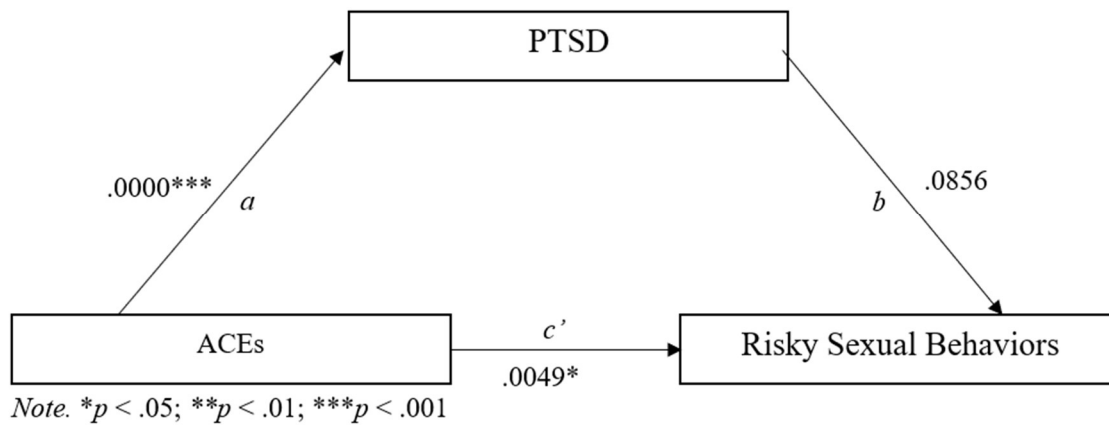 PTSD
.0000***
a
b
.0856
ACEs
c’
.0049*
Risky Sexual Behaviors
Note. *p < .05; **p < .01; ***p < .001